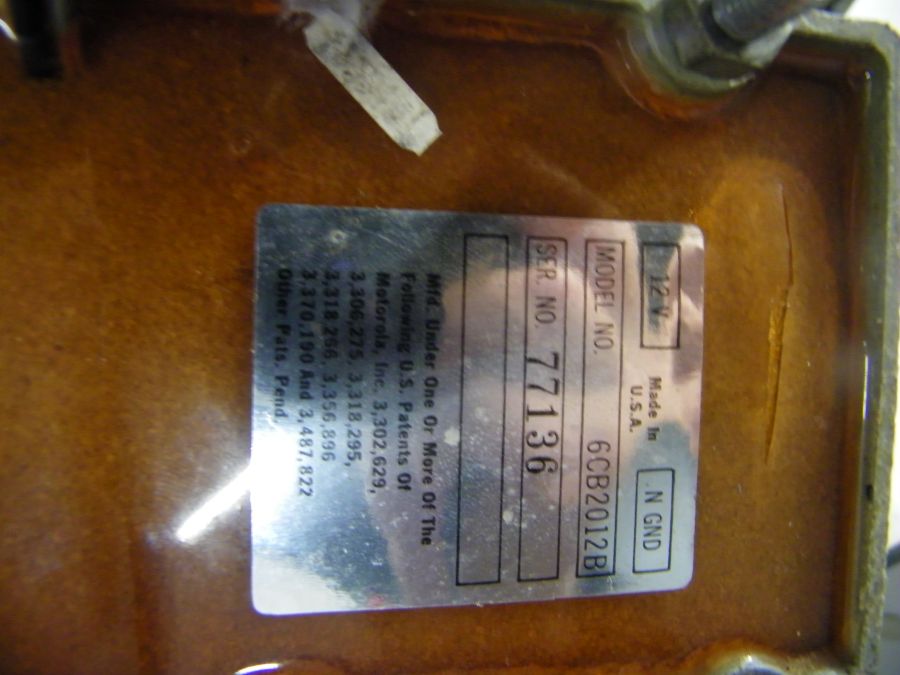 12 V. Made In U.S.A. .N GND
MODEL NO. 6CB2012B
SER. NO. 77136
Mfd. Under One Or More Of The
Following U.S. Patents Of
Motorola, Inc. 3,302,629,
3,306,275 3,318,295,
3,318,266 3,356,896
3,370,190 And 3,487,822
Other Pats. Pend.